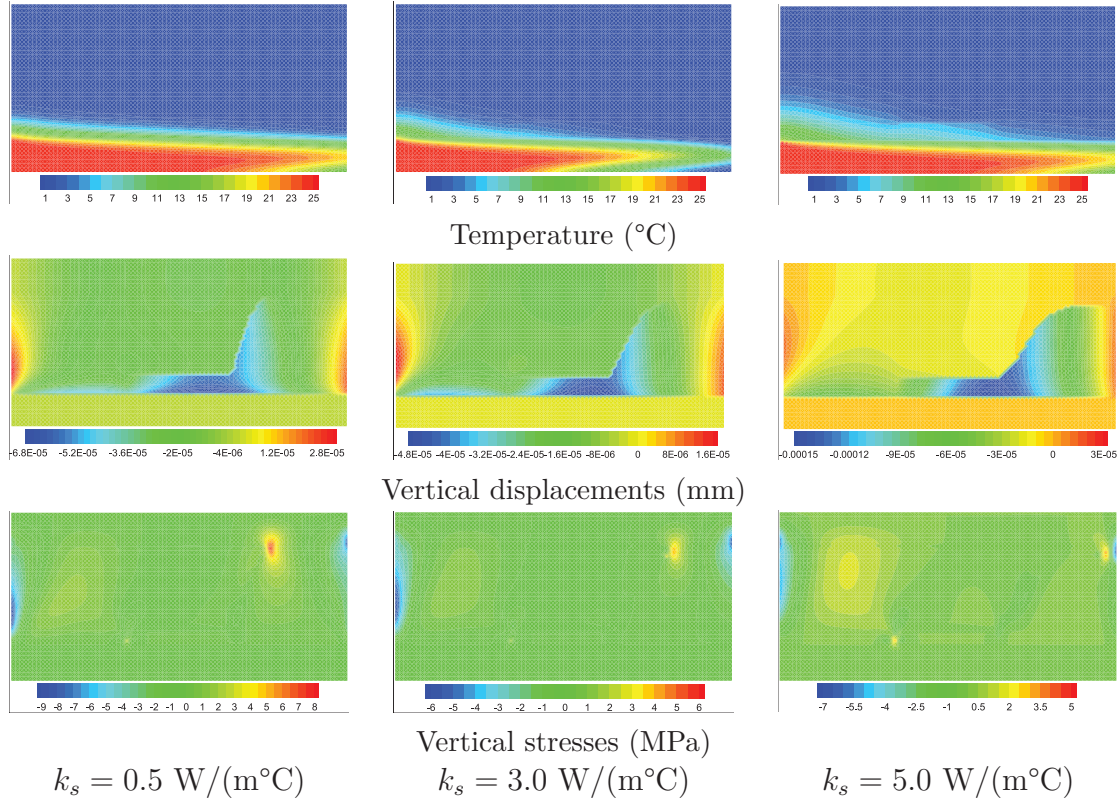 1 3 5 7 9 11 13 15 17 19 21 23 25
1 3 5 7 9 11 13 15 17 19 21 23 25
1 3 5 7 9 11 13 15 17 19 21 23 25
Temperature (°C)
-6.8E-05 -5.2E-05 -3.6E-05 -2E-05 -4E-06 1.2E-05 2.8E-05
-4.8E-05 -4E-05 -3.2E-05 -2.4E-05 -1.6E-05 -8E-06 0 8E-06 1.6E-05
-0.00015 -0.00012 -9E-05 -6E-05 -3E-05 0 3E-05
Vertical displacements (mm)
-9 -8 -7 -6 -5 -4 -3 -2 -1 0 1 2 3 4 5 6 7 8
-6 -5 -4 -3 -2 -1 0 1 2 3 4 5 6
-7 -5.5 -4 -2.5 -1 0.5 2 3.5 5
Vertical stresses (MPa)
kₛ = 0.5 W/(m°C) kₛ = 3.0 W/(m°C) kₛ = 5.0 W/(m°C)